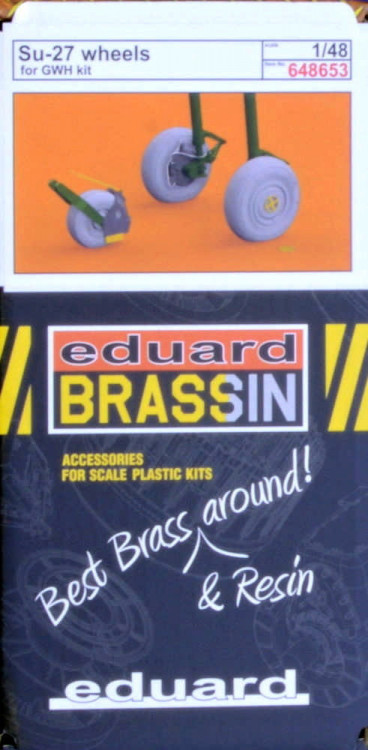 Su-27 wheels
for GWH kit
scale
1/48
Item No.
648653
eduard
BRASSIN
ACCESSORIES
FOR SCALE PLASTIC KITS
Best Brass around!
& Resin
eduard